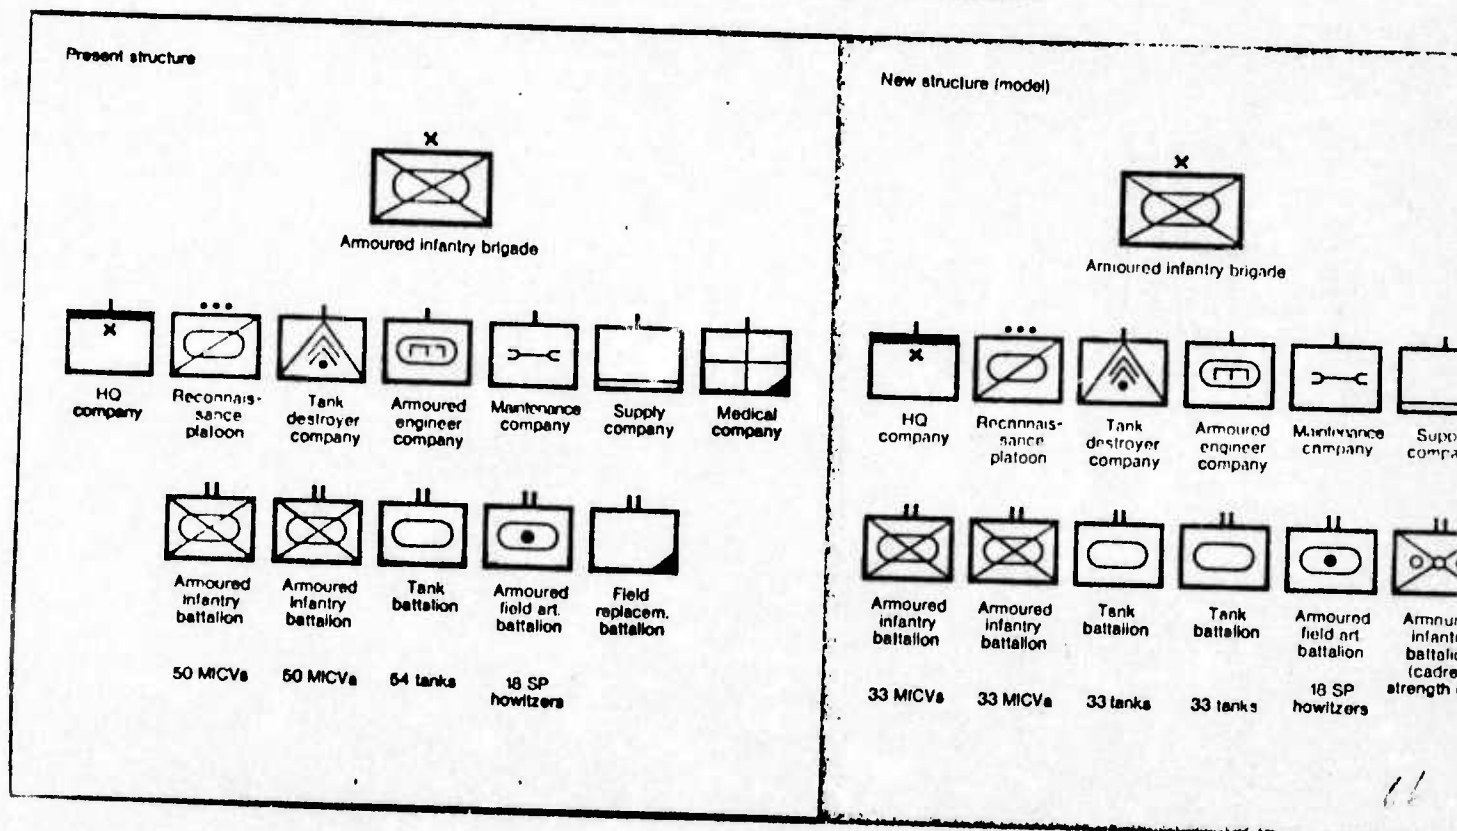 Present structure
Armoured infantry brigade
HQ
company
Reconnais-
sance
platoon
Tank
destroyer
company
Armoured
engineer
company
Maintenance
company
Supply
company
Medical
company
Armoured
infantry
battalion
Armoured
infantry
battalion
Tank
battalion
Armoured
field art.
battalion
Field
replacem.
battalion
50 MICVs
50 MICVs
54 tanks
18 SP
howitzers
New structure (model)
Armoured infantry brigade
HQ
company
Reconnais-
sance
platoon
Tank
destroyer
company
Armoured
engineer
company
Maintenance
company
Armoured
infantry
battalion
Armoured
infantry
battalion
Tank
battalion
Tank
battalion
Armoured
field art.
battalion
(cadre
strength
33 MICVs
33 MICVs
33 tanks
33 tanks
18 SP
howitzers